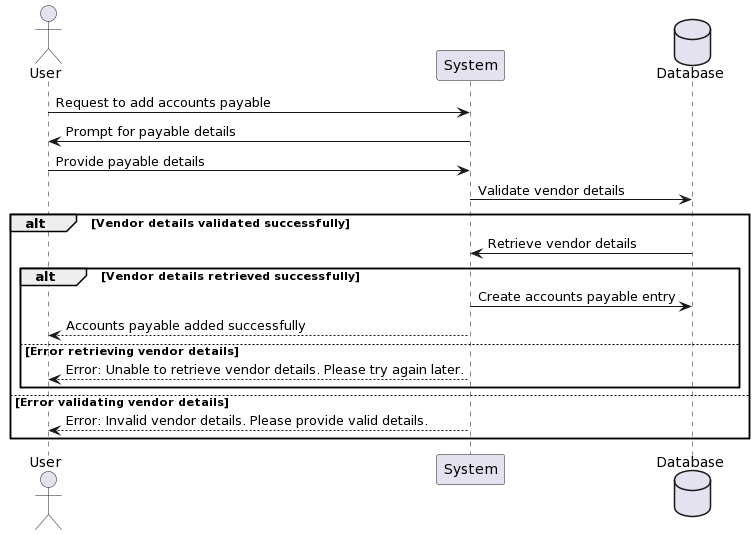 User
System
Database
Request to add accounts payable
Prompt for payable details
Provide payable details
Validate vendor details
alt [Vendor details validated successfully]
Retrieve vendor details
alt [Vendor details retrieved successfully]
Create accounts payable entry
Accounts payable added successfully
[Error retrieving vendor details]
Error: Unable to retrieve vendor details. Please try again later.
[Error validating vendor details]
Error: Invalid vendor details. Please provide valid details.
User
System
Database